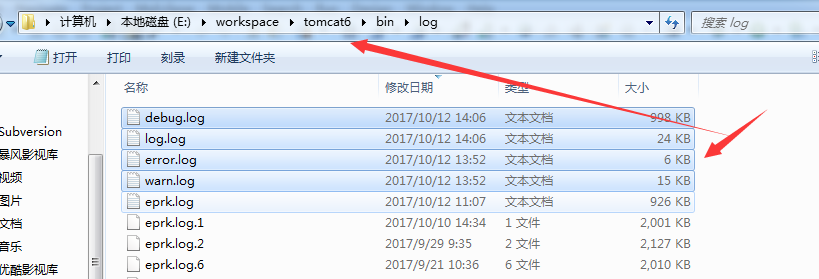 计算机 本地磁盘 (E:) workspace tomcat6 bin log 搜索 log
打开 打印 刻录 新建文件夹
名称 修改日期 类型 大小
debug.log 2017/10/12 14:06 文本文档 998 KB
log.log 2017/10/12 14:06 文本文档 24 KB
Subversion error.log 2017/10/12 13:52 文本文档 6 KB
暴风影视库 warn.log 2017/10/12 13:52 文本文档 15 KB
视频 eprk.log 2017/10/12 11:07 文本文档 926 KB
图片 eprk.log.1 2017/10/10 14:34 1 文件 2,001 KB
文档 eprk.log.2 2017/9/29 9:35 2 文件 2,127 KB
音乐 eprk.log.6 2017/9/21 10:36 6 文件 2,010 KB
优酷影视库